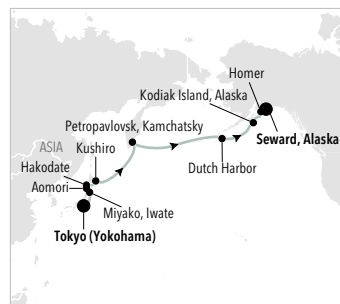 Homer
Kodiak Island, Alaska
Seward, Alaska
Petropavlovsk, Kamchatsky
ASIA
Kushiro
Dutch Harbor
Hakodate
Aomori
Miyako, Iwate
Tokyo (Yokohama)